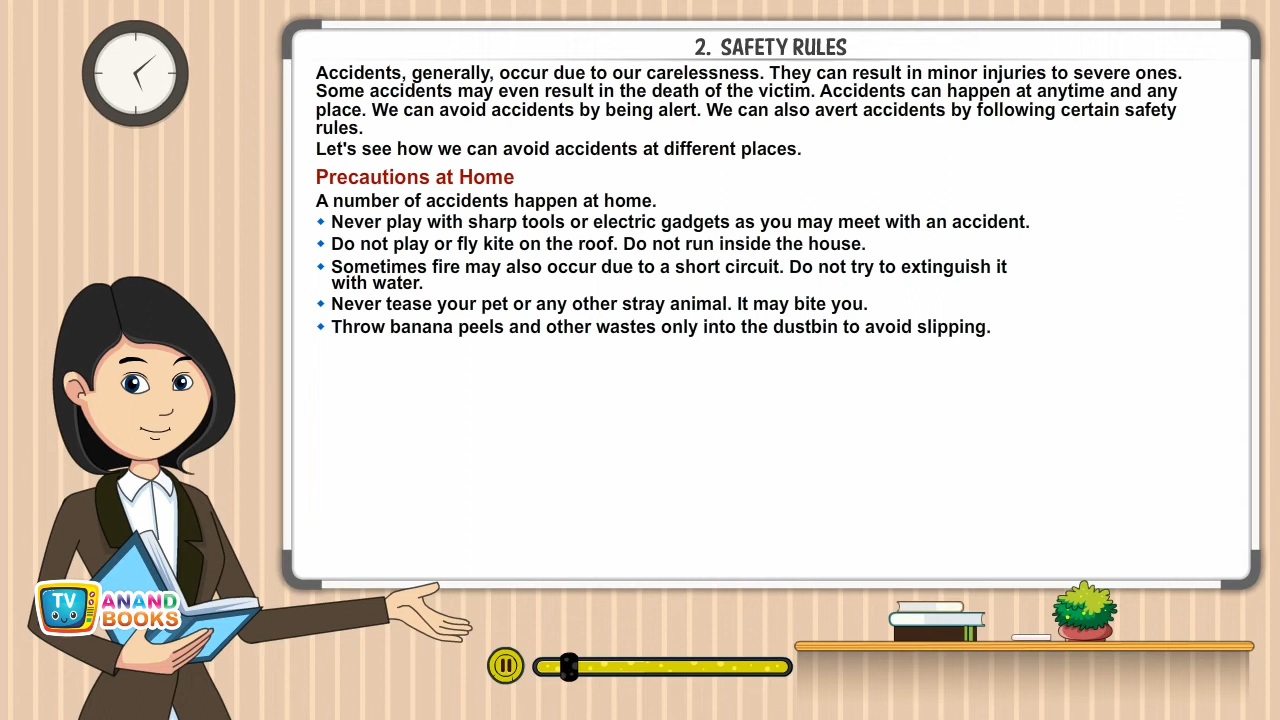 2. SAFETY RULES
Accidents, generally, occur due to our carelessness. They can result in minor injuries to severe ones.
Some accidents may even result in the death of the victim. Accidents can happen at anytime and any
place. We can avoid accidents by being alert. We can also avert accidents by following certain safety
rules.
Let's see how we can avoid accidents at different places.
Precautions at Home
A number of accidents happen at home.
Never play with sharp tools or electric gadgets as you may meet with an accident.
Do not play or fly kite on the roof. Do not run inside the house.
Sometimes fire may also occur due to a short circuit. Do not try to extinguish it
with water.
Never tease your pet or any other stray animal. It may bite you.
Throw banana peels and other wastes only into the dustbin to avoid slipping.
TV
ANAND
BOOKS